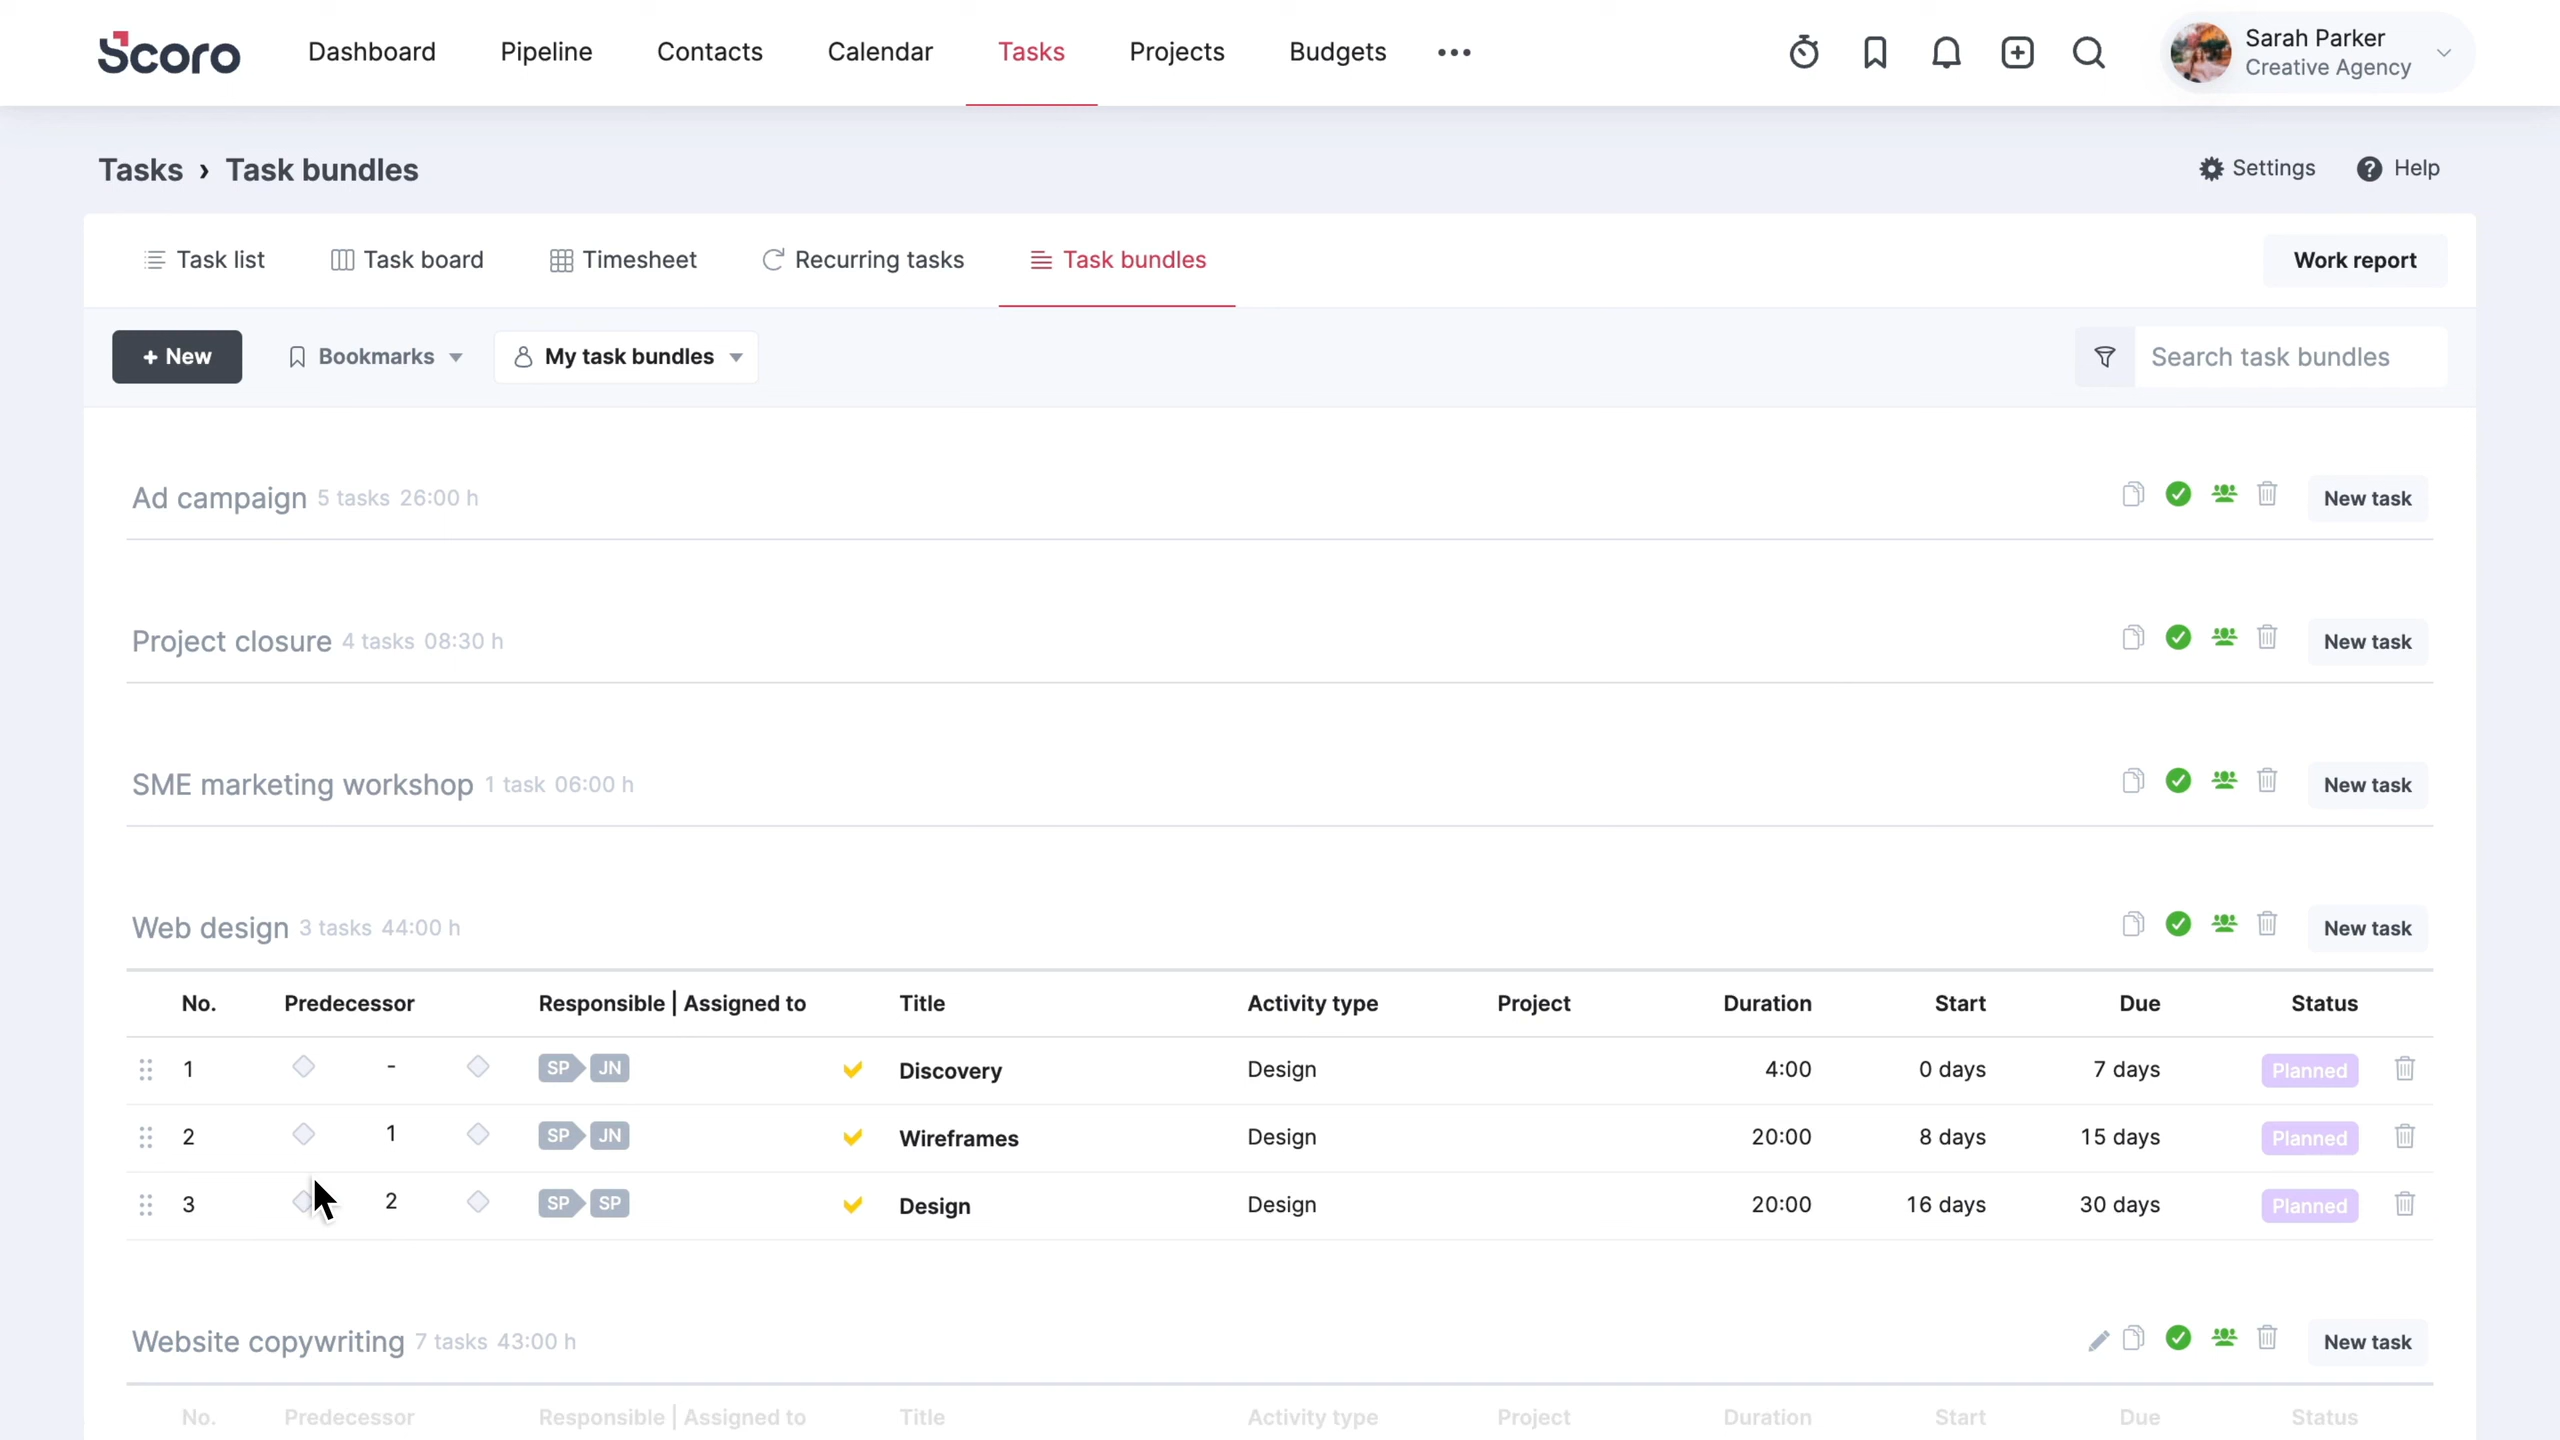 Scoro Dashboard Pipeline Contacts Calendar Tasks Projects Budgets ••• Sarah Parker
Creative Agency
Tasks › Task bundles Settings ? Help
Task list Task board Timesheet Recurring tasks Task bundles Work report
+ New Bookmarks My task bundles Search task bundles
Ad campaign 5 tasks 26:00 h New task
Project closure 4 tasks 08:30 h New task
SME marketing workshop 1 task 06:00 h New task
Web design 3 tasks 44:00 h New task
No. Predecessor Responsible | Assigned to Title Activity type Project Duration Start Due Status
1 - SP JN Discovery Design 4:00 0 days 7 days Planned
2 1 SP JN Wireframes Design 20:00 8 days 15 days Planned
3 2 SP SP Design Design 20:00 16 days 30 days Planned
Website copywriting 7 tasks 43:00 h New task
No. Predecessor Responsible | Assigned to Title Activity type Project Duration Start Due Status